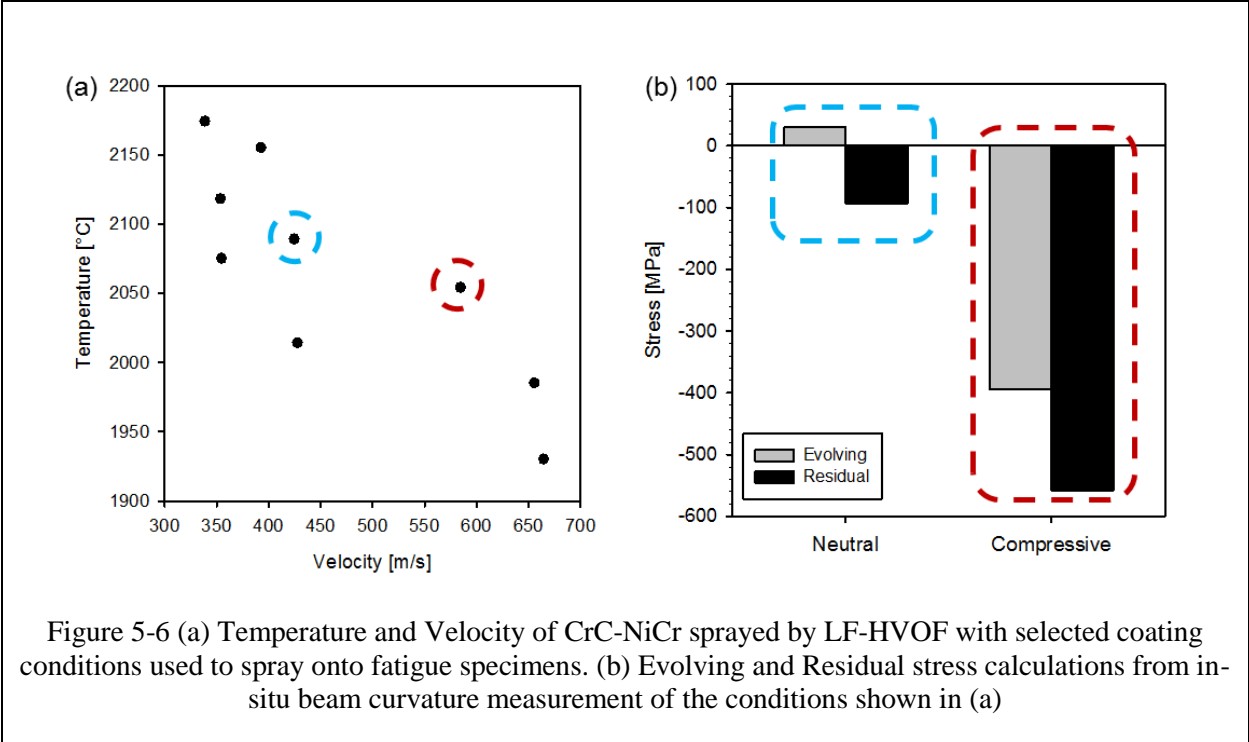 (a)
2200
2150
2100
2050
2000
1950
1900
Temperature [°C]
300 350 400 450 500 550 600 650 700
Velocity [m/s]
(b)
100
0
-100
-200
-300
-400
-500
-600
Stress [MPa]
Evolving
Residual
Neutral Compressive
Figure 5-6 (a) Temperature and Velocity of CrC-NiCr sprayed by LF-HVOF with selected coating
conditions used to spray onto fatigue specimens. (b) Evolving and Residual stress calculations from in-
situ beam curvature measurement of the conditions shown in (a)